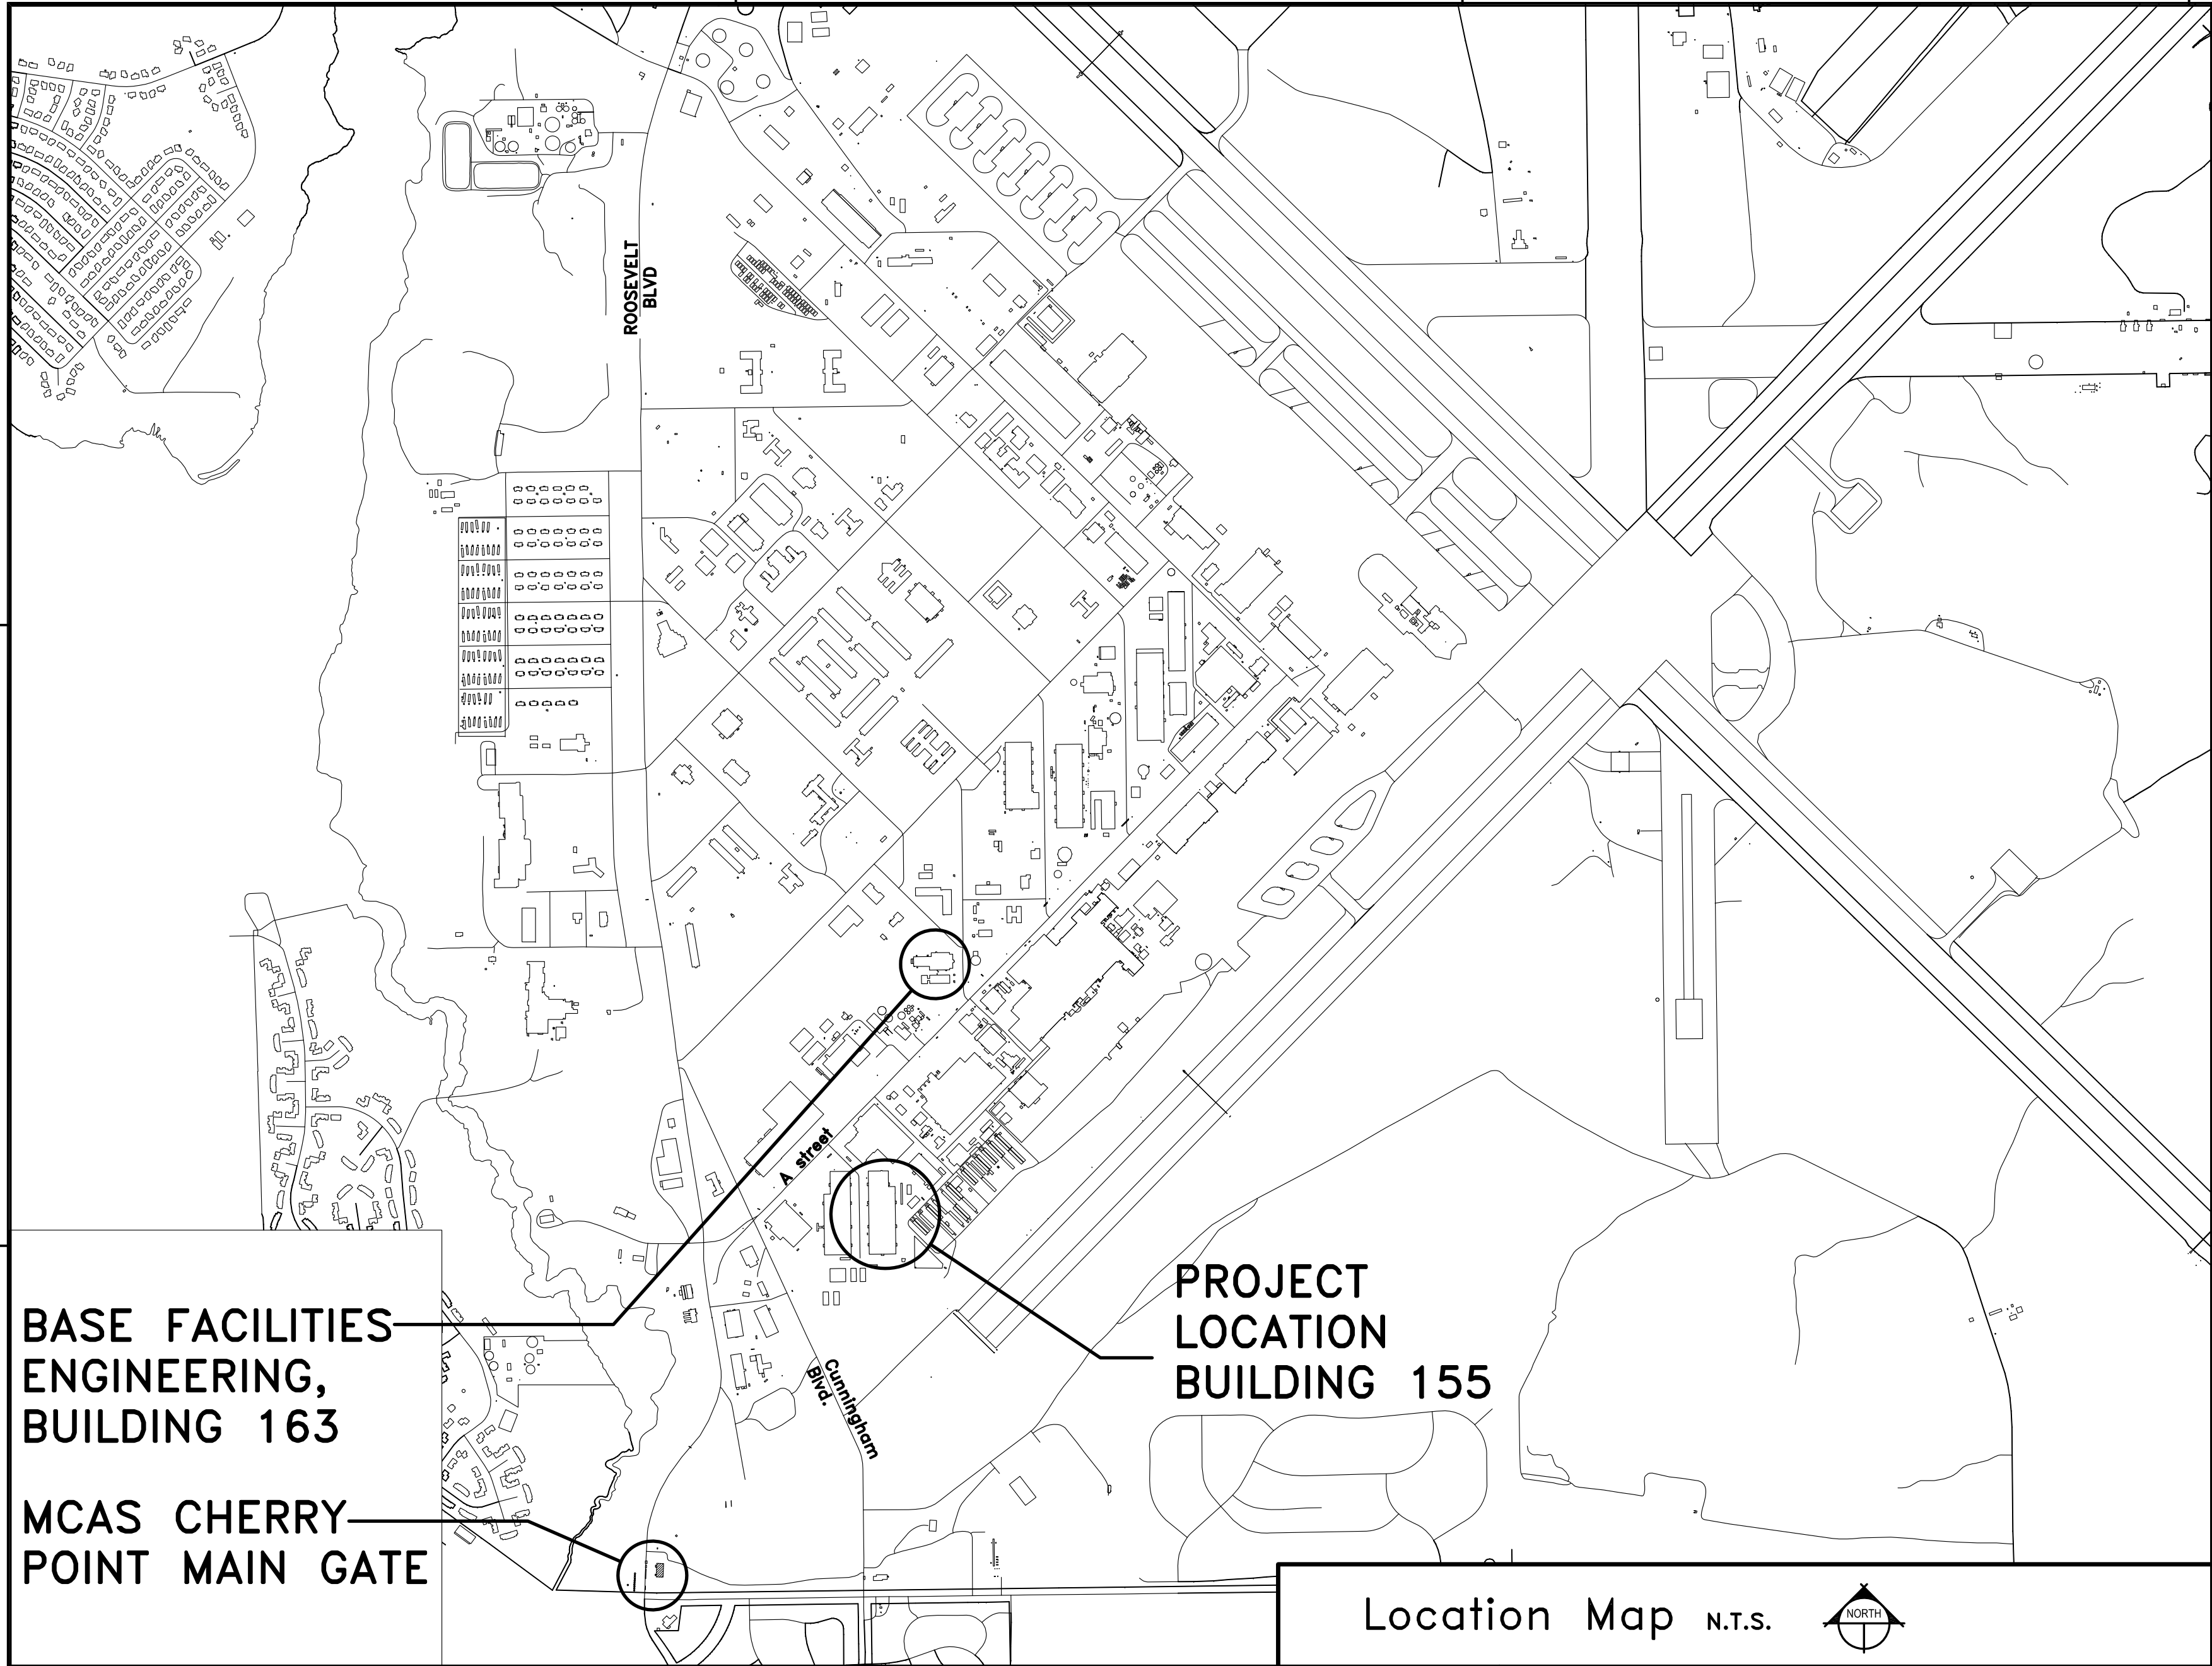 ROOSEVELT
BLVD
A street
BASE FACILITIES
ENGINEERING,
BUILDING 163
PROJECT
LOCATION
BUILDING 155
Cunningham
Blvd.
MCAS CHERRY
POINT MAIN GATE
Location Map N.T.S.
NORTH